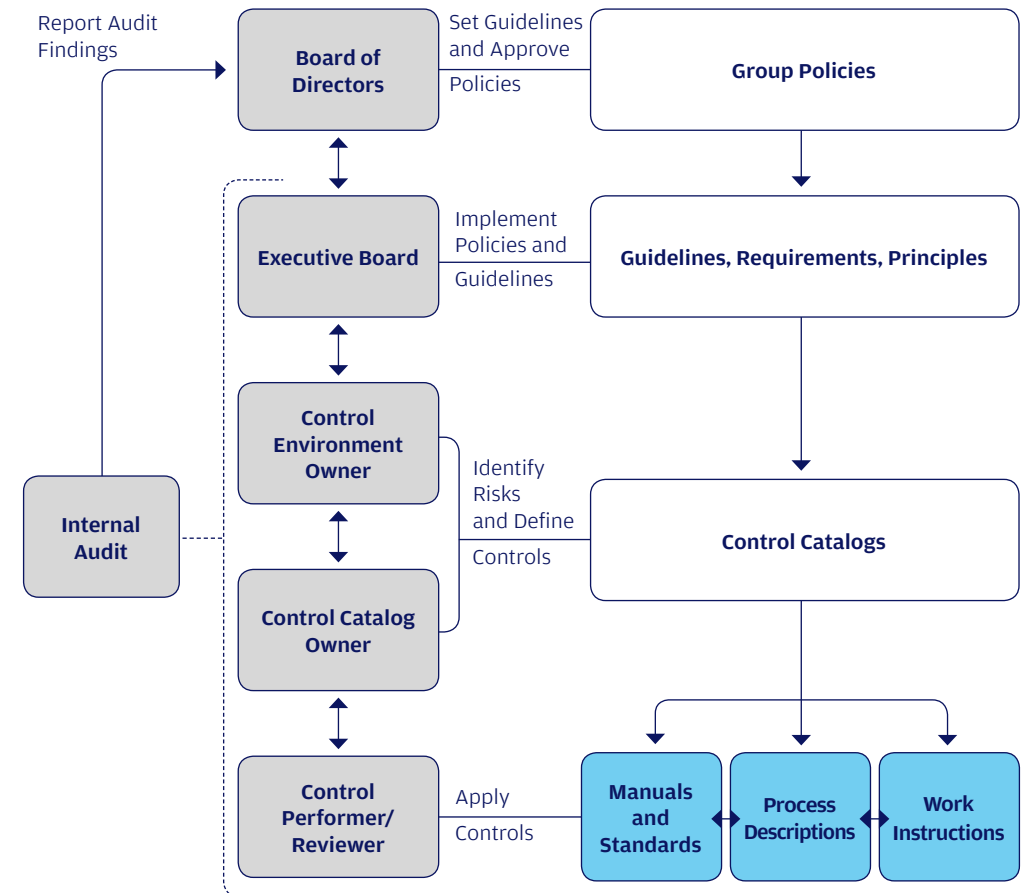 Report Audit
Findings
Board of
Directors
Set Guidelines
and Approve
Policies
Group Policies
Executive Board
Implement
Policies and
Guidelines
Guidelines, Requirements, Principles
Control
Environment
Owner
Identify
Risks
and Define
Controls
Control Catalogs
Internal
Audit
Control Catalog
Owner
Control
Performer/
Reviewer
Apply
Controls
Manuals
and
Standards
Process
Descriptions
Work
Instructions